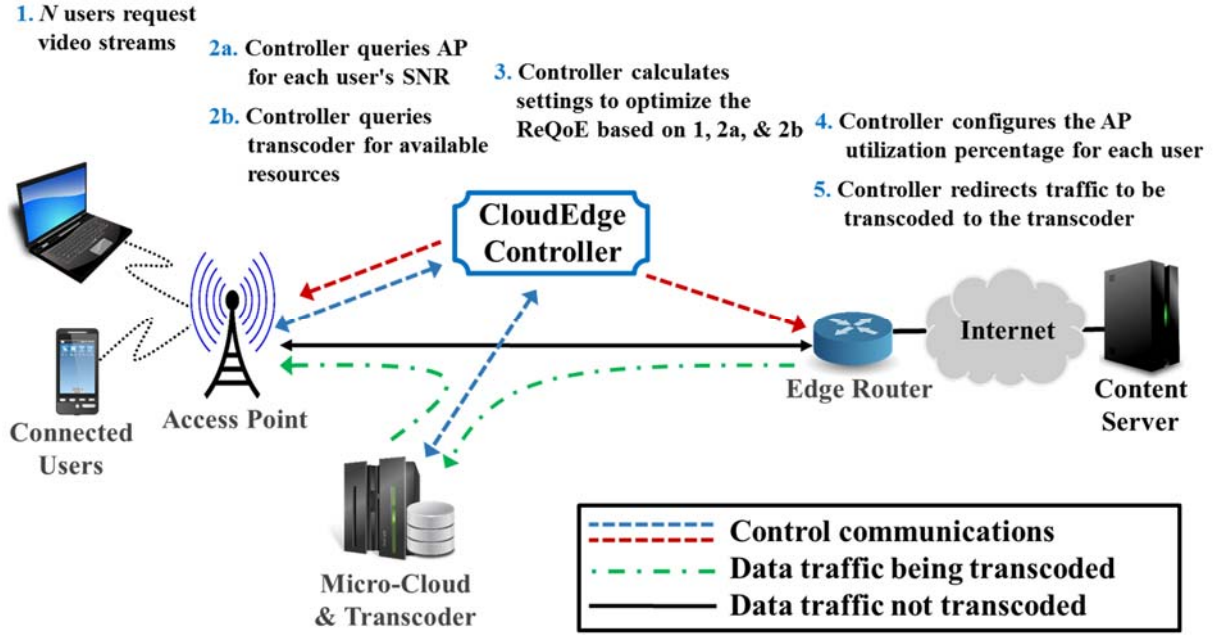 1. N users request
video streams
2a. Controller queries AP
for each user's SNR
2b. Controller queries
transcoder for available
resources
3. Controller calculates
settings to optimize the
ReQoE based on 1, 2a, & 2b
4. Controller configures the AP
utilization percentage for each user
5. Controller redirects traffic to be
transcoded to the transcoder
CloudEdge
Controller
Internet
Edge Router
Content
Server
Access Point
Connected
Users
Micro-Cloud
& Transcoder
Control communications
Data traffic being transcoded
Data traffic not transcoded